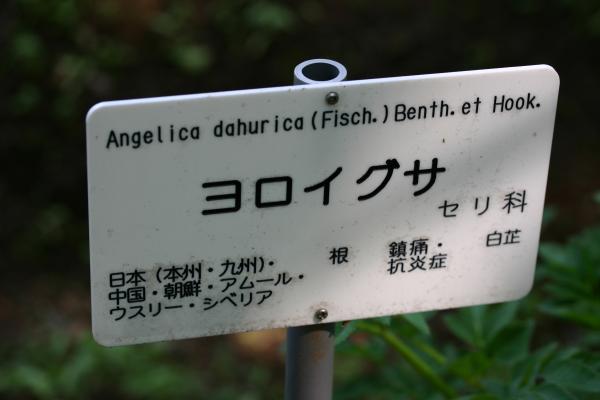 Angelica dahurica (Fisch.) Benth. et Hook.
ヨロイグサ
セリ科
日本(本州・九州)・
中国・朝鮮・アムール・
ウスリー・シベリア
根
鎮痛・
抗炎症
白芷